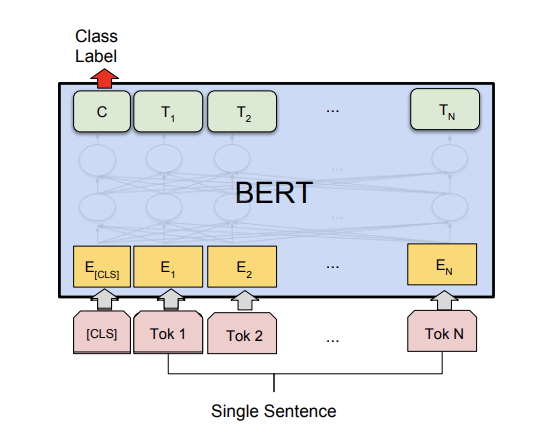 Class
Label
C T1 T2 ... TN
...
BERT
...
E[CLS] E1 E2 ... EN
[CLS] Tok 1 Tok 2 ... Tok N
Single Sentence